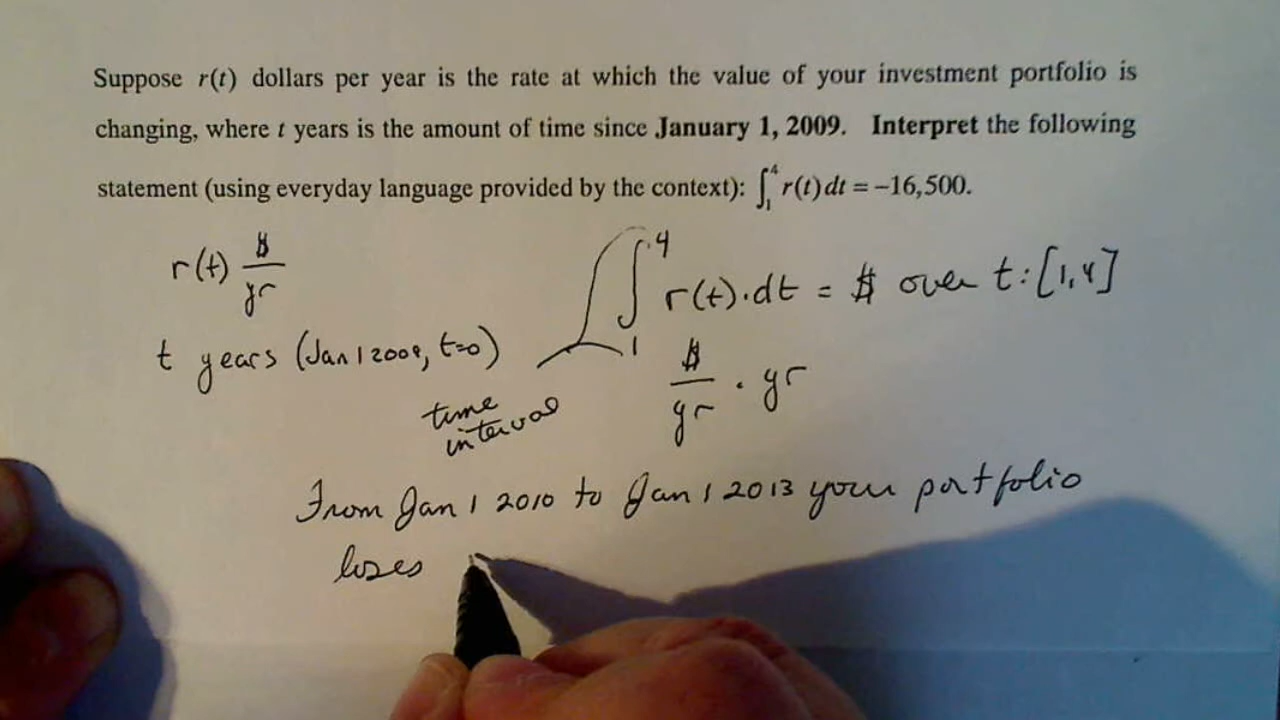 Suppose r(t) dollars per year is the rate at which the value of your investment portfolio is
changing, where t years is the amount of time since January 1, 2009. Interpret the following
statement (using everyday language provided by the context): ∫₁⁴ r(t) dt = −16,500.
r(t) $/yr
∫₁⁴ r(t)·dt = $ over t:[1,4]
t years (Jan 1 2009, t=0)
$/yr · yr
time
interval
From Jan 1 2010 to Jan 1 2013 your portfolio
loses